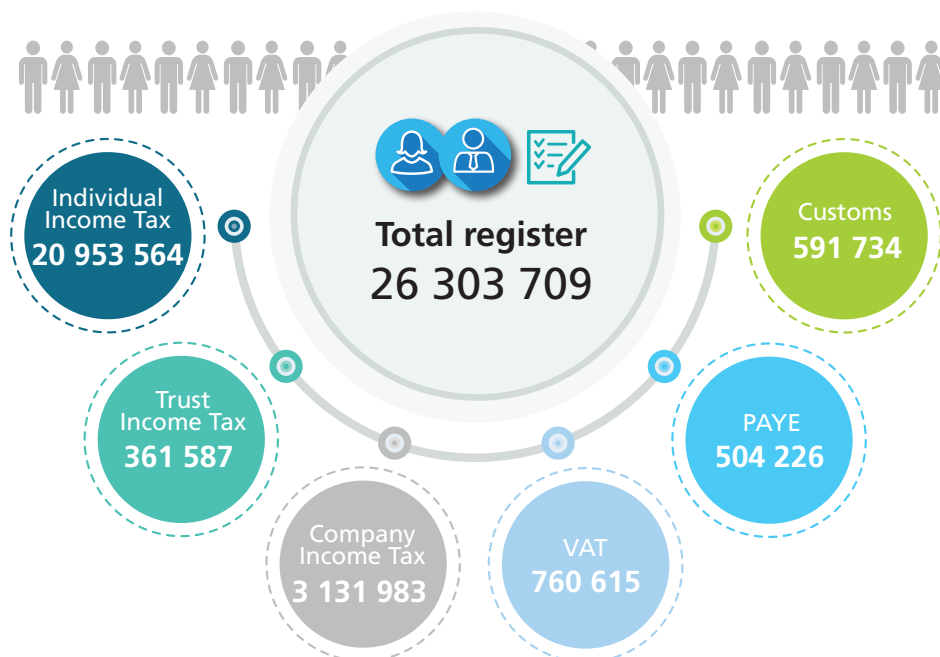 Total register
26 303 709
Individual
Income Tax
20 953 564
Trust
Income Tax
361 587
Company
Income Tax
3 131 983
VAT
760 615
PAYE
504 226
Customs
591 734